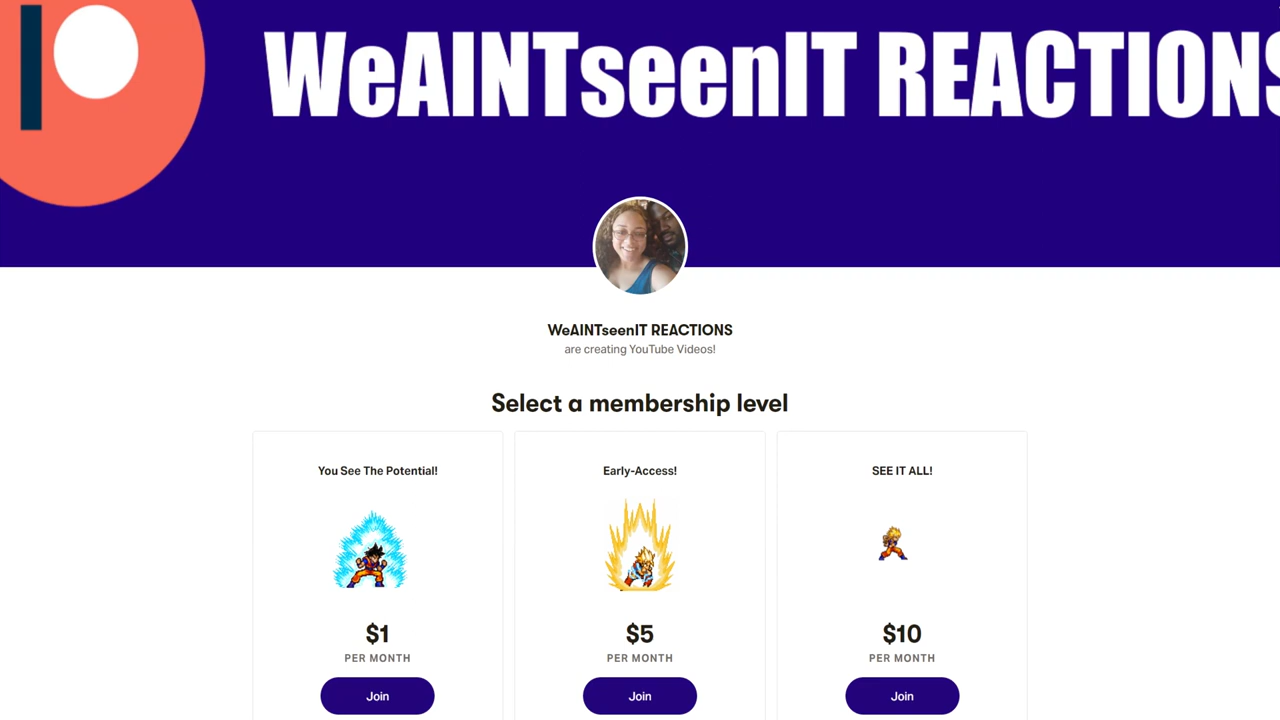 WeAINTseenIT REACTIONS
WeAINTseenIT REACTIONS
are creating YouTube Videos!
Select a membership level
You See The Potential!
Early-Access!
SEE IT ALL!
$1
$5
$10
PER MONTH
PER MONTH
PER MONTH
Join
Join
Join